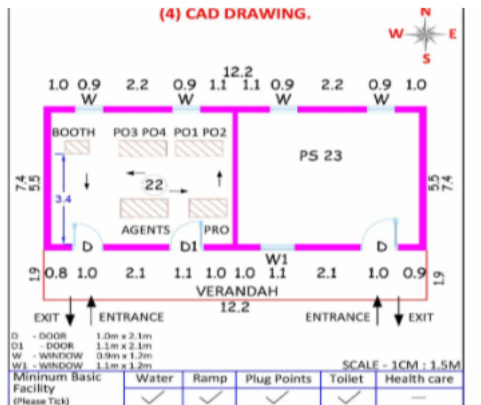 (4) CAD DRAWING.
N
W E
S
12.2
1.0 0.9 2.2 0.9 1.1 1.1 0.9 2.2 0.9 1.0
W W W W
BOOTH PO3 PO4 PO1 PO2
PS 23
22
7.4 5.5 3.4 5.5 7.4
AGENTS PRO
D D1 W1 D
1.9 0.8 1.0 2.1 1.1 1.0 1.0 1.1 2.1 1.0 0.9 1.9
VERANDAH
12.2
EXIT ENTRANCE ENTRANCE EXIT
D - DOOR 1.0m x 2.1m
D1 - DOOR 1.1m x 2.1m
W - WINDOW 0.9m x 1.2m
W1 - WINDOW 1.1m x 1.2m
SCALE - 1CM : 1.5M
Mininum Basic Facility (Please Tick) Water Ramp Plug Points Toilet Health care